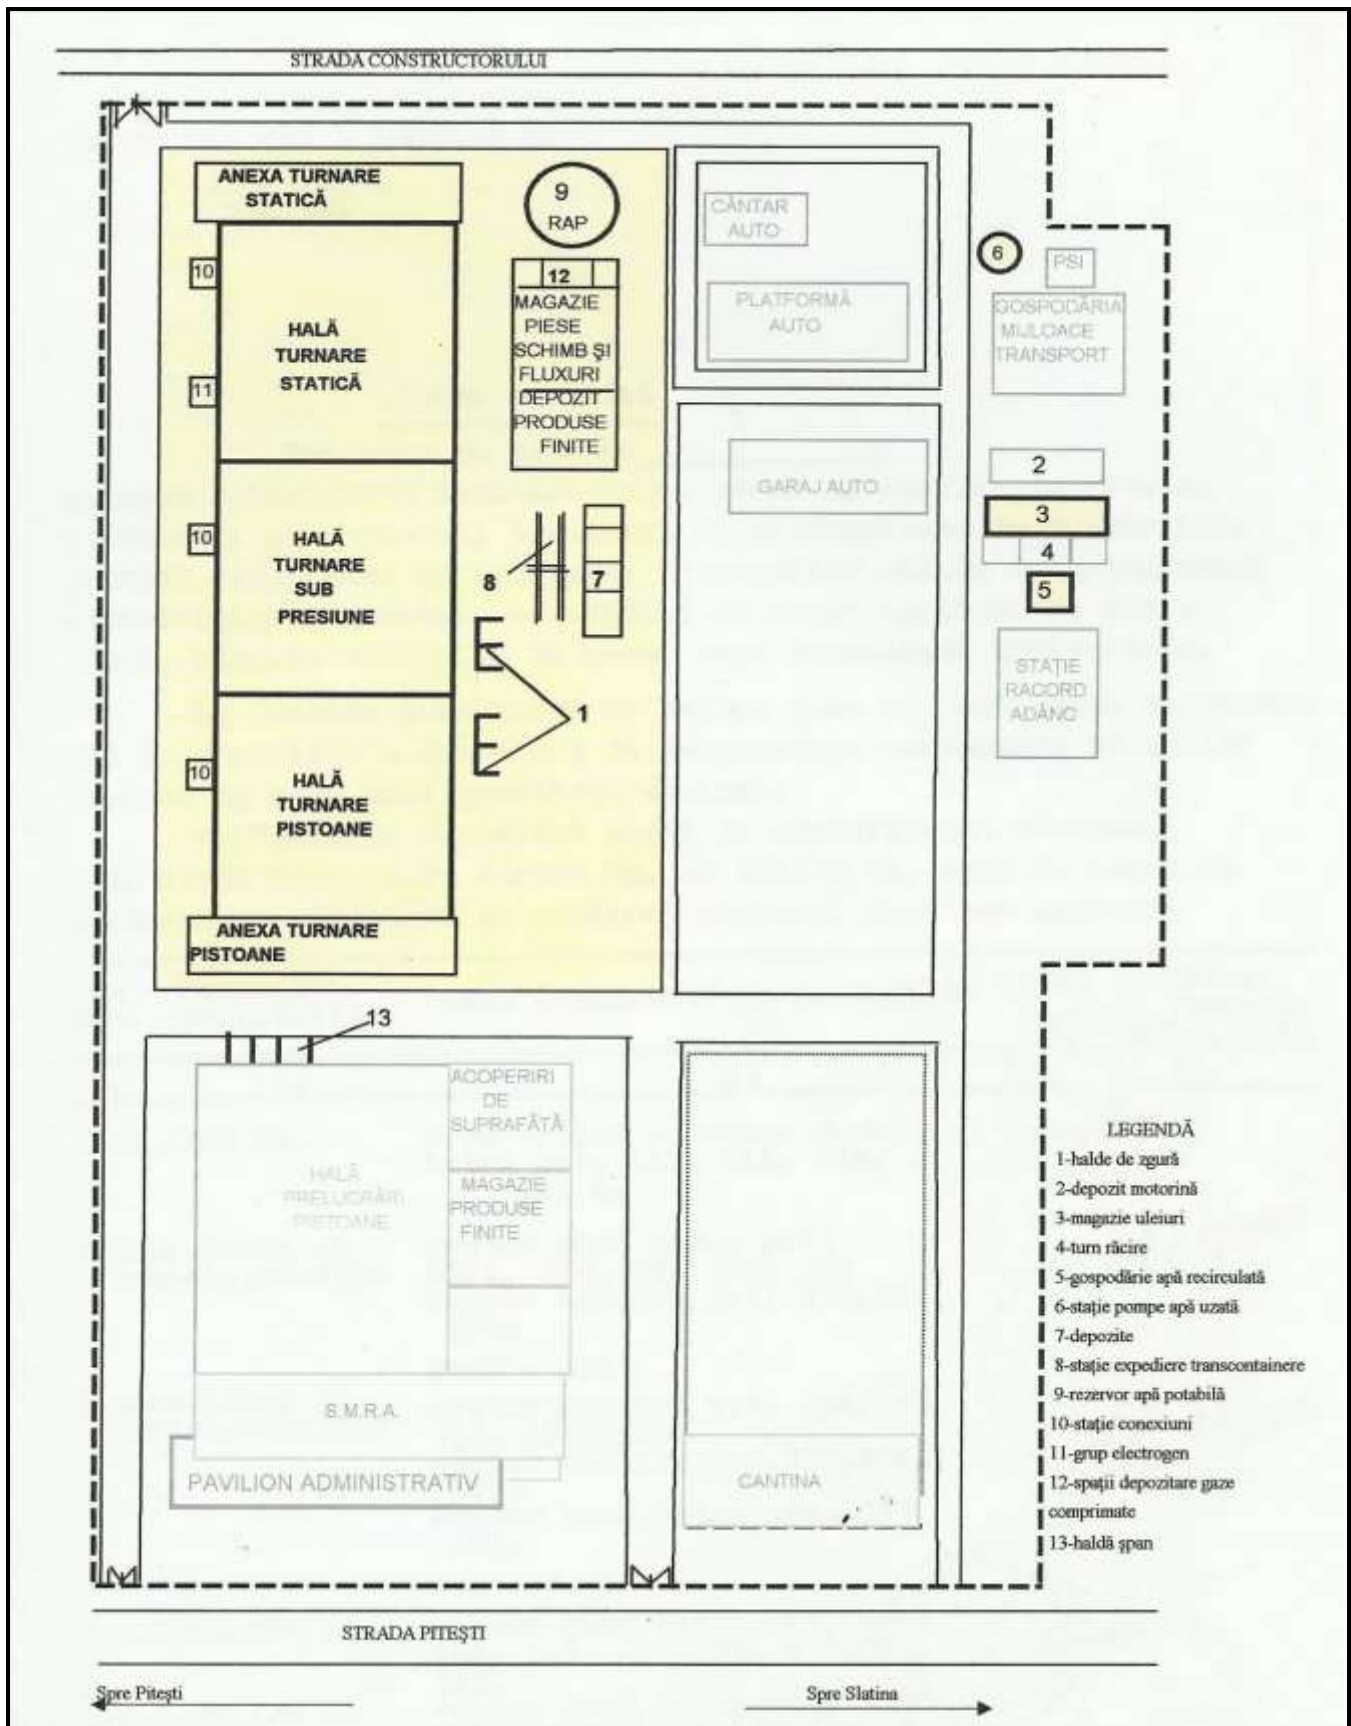 STRADA CONSTRUCTORULUI
ANEXA TURNARE
STATICĂ
9
RAP
CÂNTAR
AUTO
10
12
6
PSI
MAGAZIE
PIESE
SCHIMB ŞI
FLUXURI
DEPOZIT
PRODUSE
FINITE
PLATFORMĂ
AUTO
GOSPODĂRIA
MIJLOACE
TRANSPORT
HALĂ
TURNARE
STATICĂ
11
GARAJ AUTO
2
3
4
5
10
HALĂ
TURNARE
SUB
PRESIUNE
8
7
STAŢIE
RACORD
ADÂNC
1
10
HALĂ
TURNARE
PISTOANE
ANEXA TURNARE
PISTOANE
13
ACOPERIRI
DE
SUPRAFĂTĂ
HALĂ
PRELUCRĂRI
PISTOANE
MAGAZIE
PRODUSE
FINITE
S.M.R.A.
PAVILION ADMINISTRATIV
CANTINA
LEGENDĂ
1-halde de zgură
2-depozit motorină
3-magazie uleiuri
4-turn răcire
5-gospodărie apă recirculată
6-staţie pompe apă uzată
7-depozite
8-staţie expediere transcontainere
9-rezervor apă potabilă
10-staţie conexiuni
11-grup electrogen
12-spaţii depozitare gaze
comprimate
13-haldă şpan
STRADA PITEŞTI
Spre Piteşti
Spre Slatina